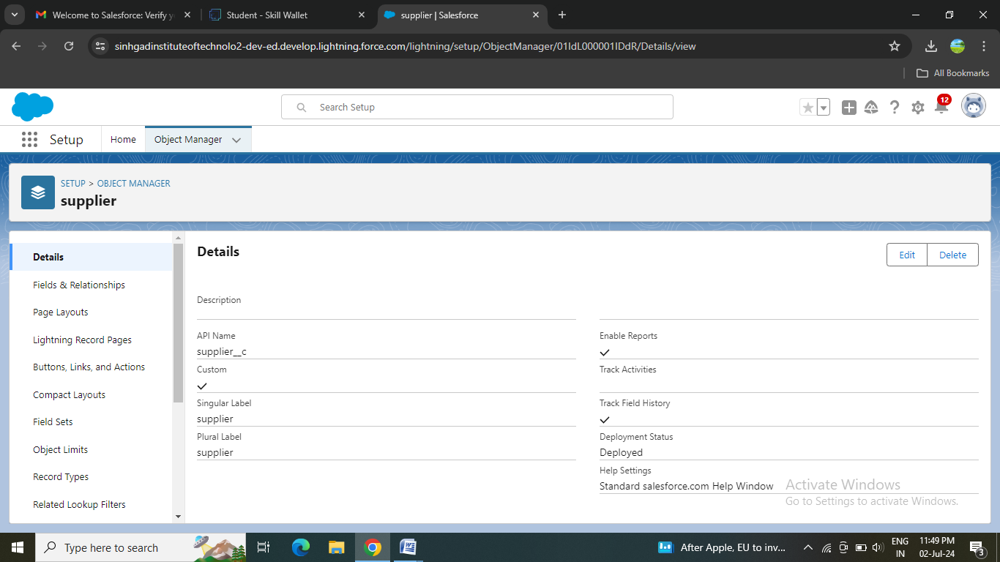 Welcome to Salesforce: Verify y
Student - Skill Wallet
supplier | Salesforce
sinhgadinstituteoftechnolo2-dev-ed.develop.lightning.force.com/lightning/setup/ObjectManager/01IdL000001IDdR/Details/view
All Bookmarks
Search Setup
12
Setup
Home
Object Manager
SETUP > OBJECT MANAGER
supplier
Details
Fields & Relationships
Page Layouts
Lightning Record Pages
Buttons, Links, and Actions
Compact Layouts
Field Sets
Object Limits
Record Types
Related Lookup Filters
Details
Edit
Delete
Description
API Name
supplier__c
Custom
Singular Label
supplier
Plural Label
supplier
Enable Reports
Track Activities
Track Field History
Deployment Status
Deployed
Help Settings
Standard salesforce.com Help Window
Activate Windows
Go to Settings to activate Windows.
Type here to search
After Apple, EU to inv...
ENG
IN
11:49 PM
02-Jul-24
3